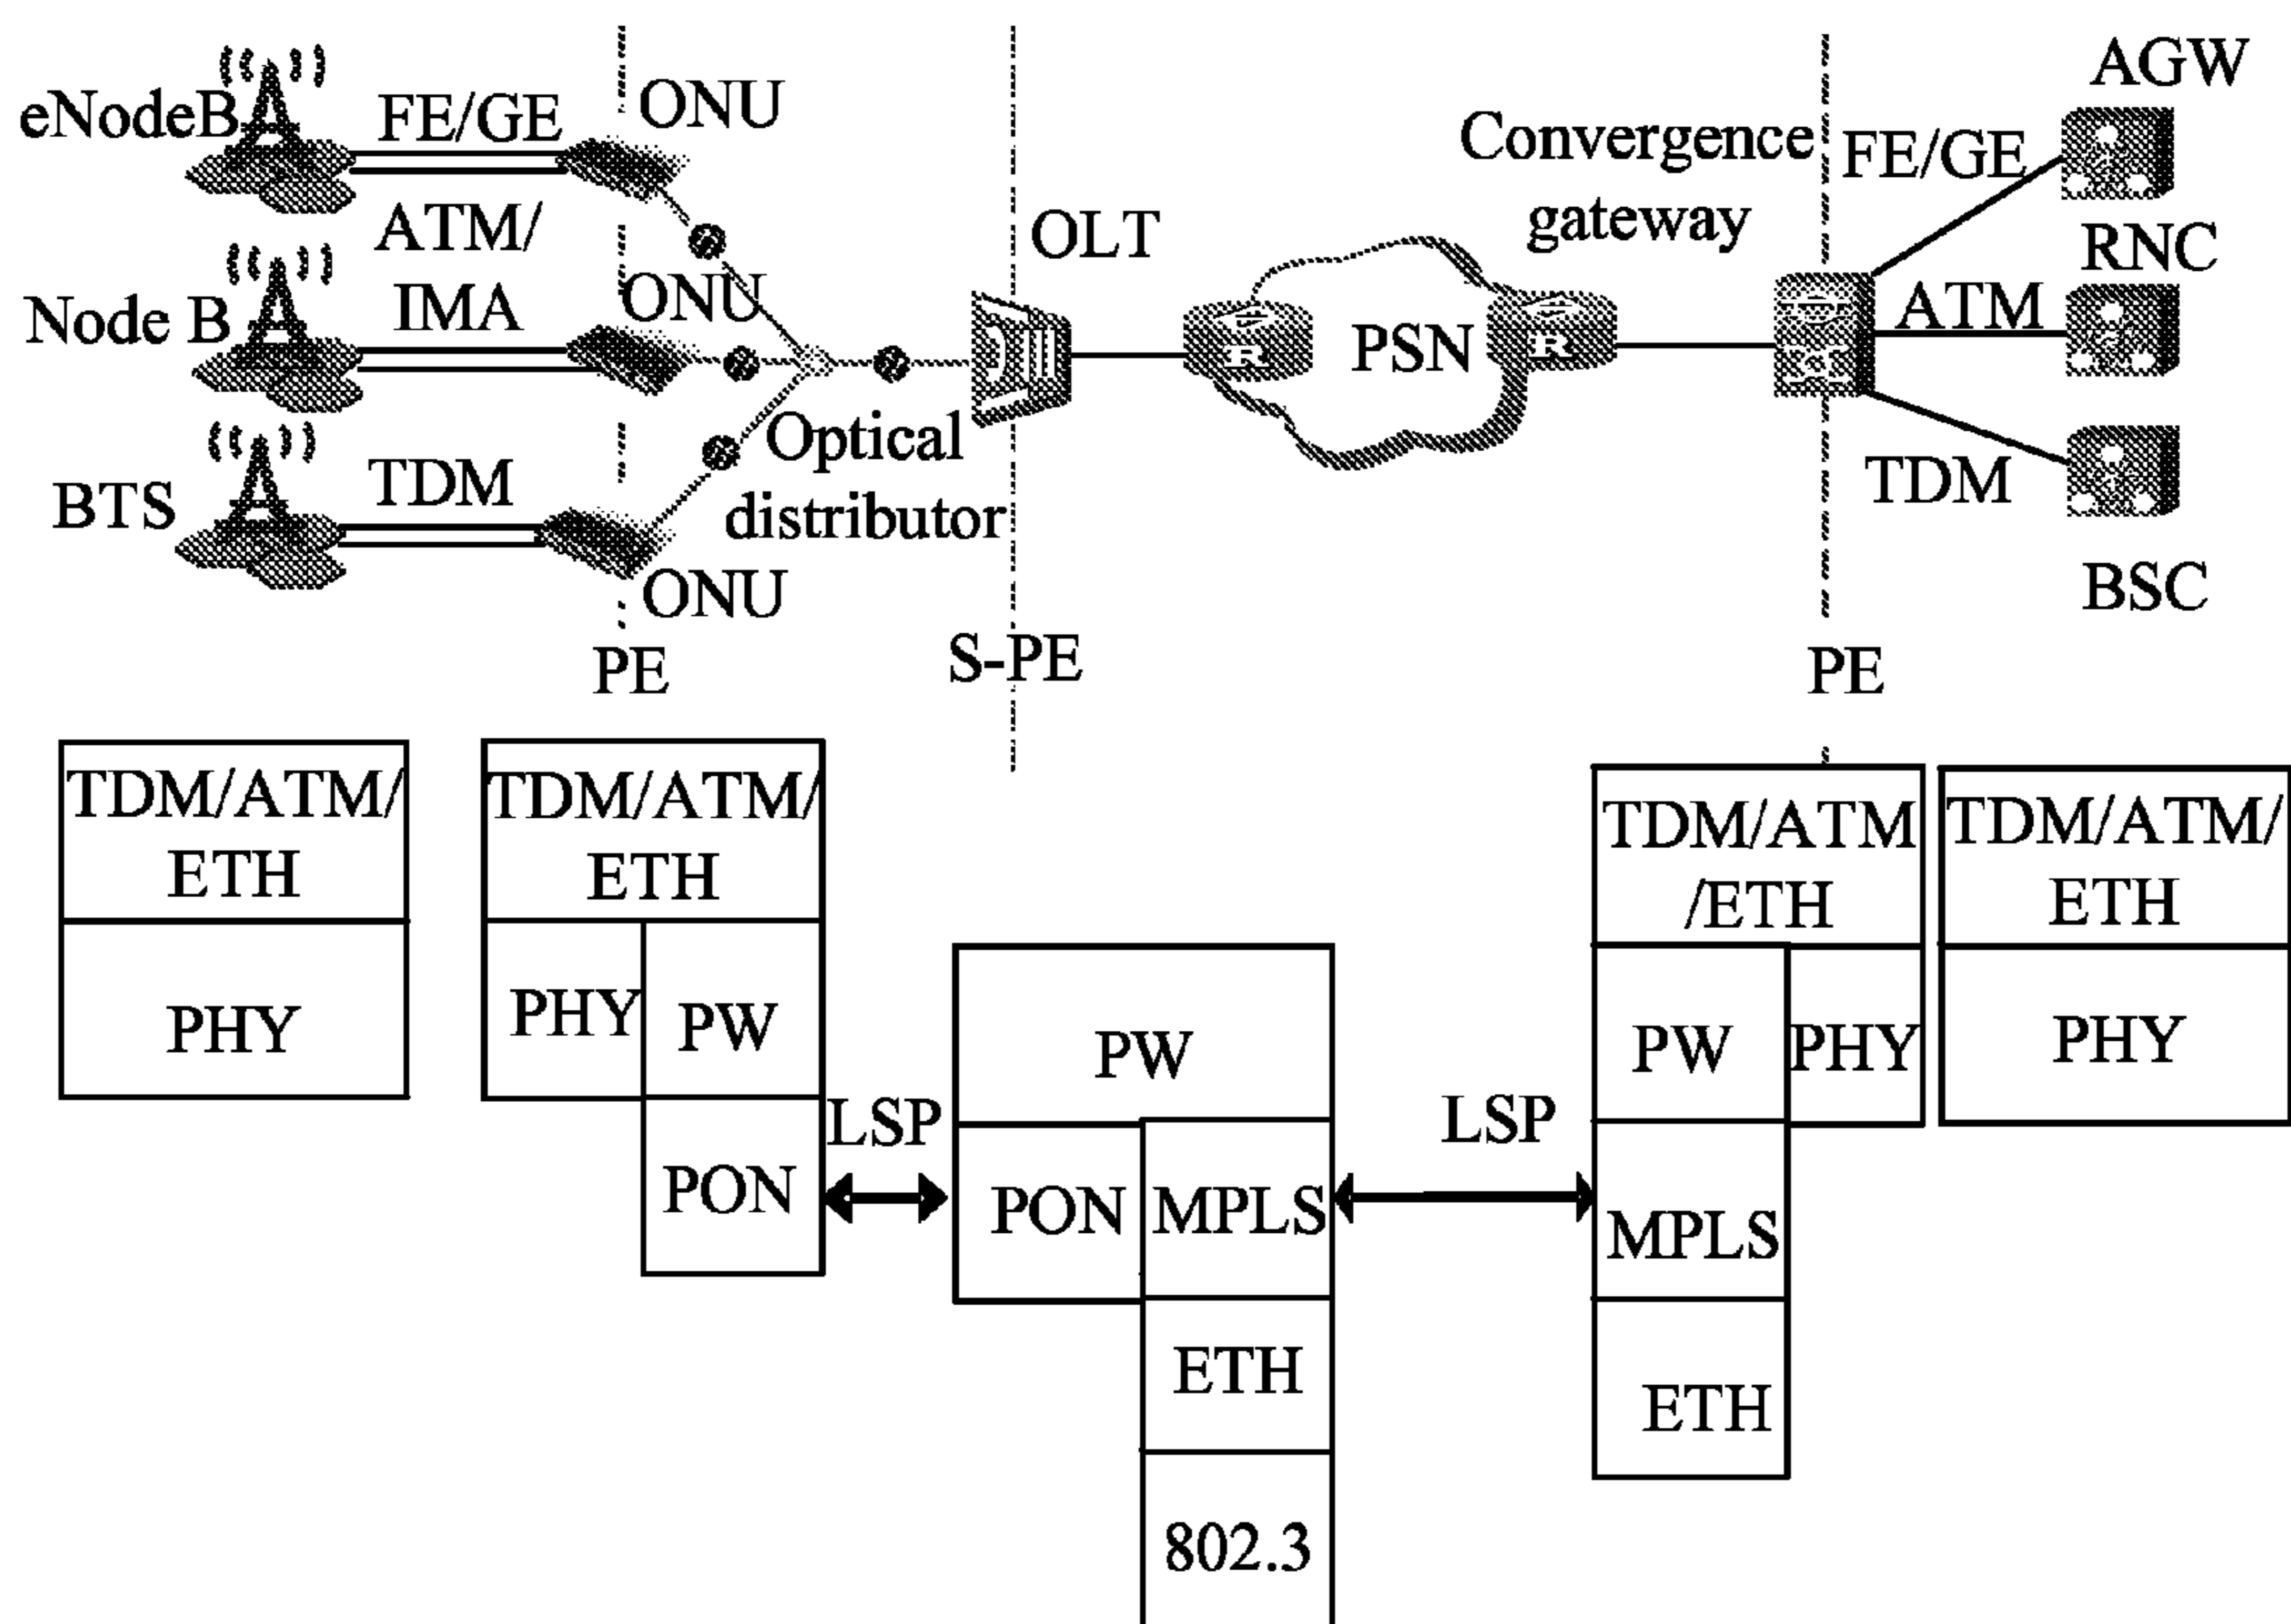 eNodeB
FE/GE
ONU
AGW
Convergence
gateway
FE/GE
ATM/
IMA
OLT
RNC
Node B
ONU
PSN
ATM
R
R
Optical
distributor
BTS
TDM
TDM
ONU
BSC
PE
S-PE
PE
TDM/ATM/
ETH
PHY
TDM/ATM/
ETH
PHY
PW
PON
LSP
PW
PON
MPLS
ETH
802.3
LSP
TDM/ATM
/ETH
PW
PHY
MPLS
ETH
TDM/ATM/
ETH
PHY